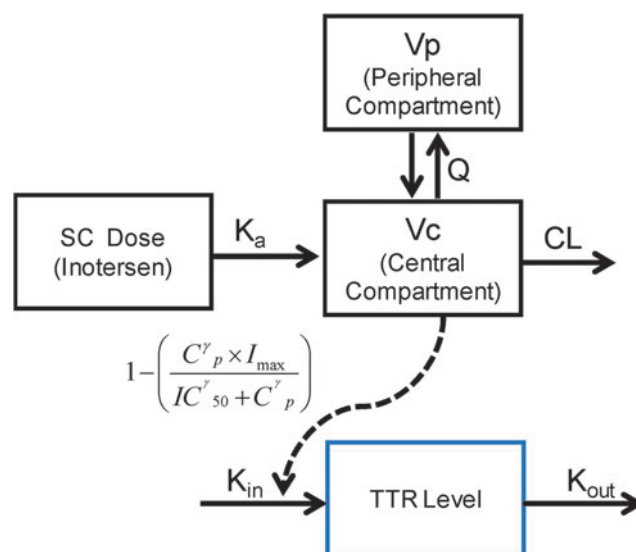 Vp
(Peripheral
Compartment)
Q
SC Dose
(Inotersen)
K_a
Vc
(Central
Compartment)
CL
1-(C^γ_p × I_max / IC^γ_50 + C^γ_p)
K_in
TTR Level
K_out